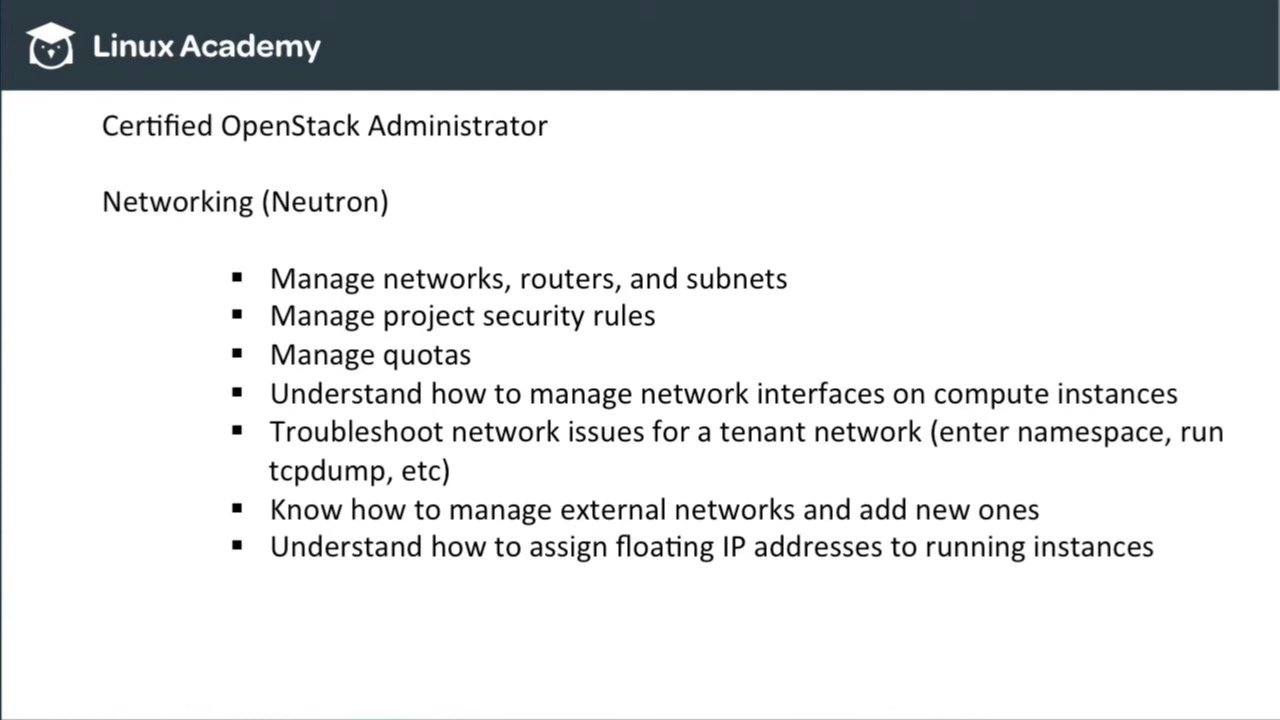 Linux Academy
Certified OpenStack Administrator
Networking (Neutron)
▪ Manage networks, routers, and subnets
▪ Manage project security rules
▪ Manage quotas
▪ Understand how to manage network interfaces on compute instances
▪ Troubleshoot network issues for a tenant network (enter namespace, run
tcpdump, etc)
▪ Know how to manage external networks and add new ones
▪ Understand how to assign floating IP addresses to running instances